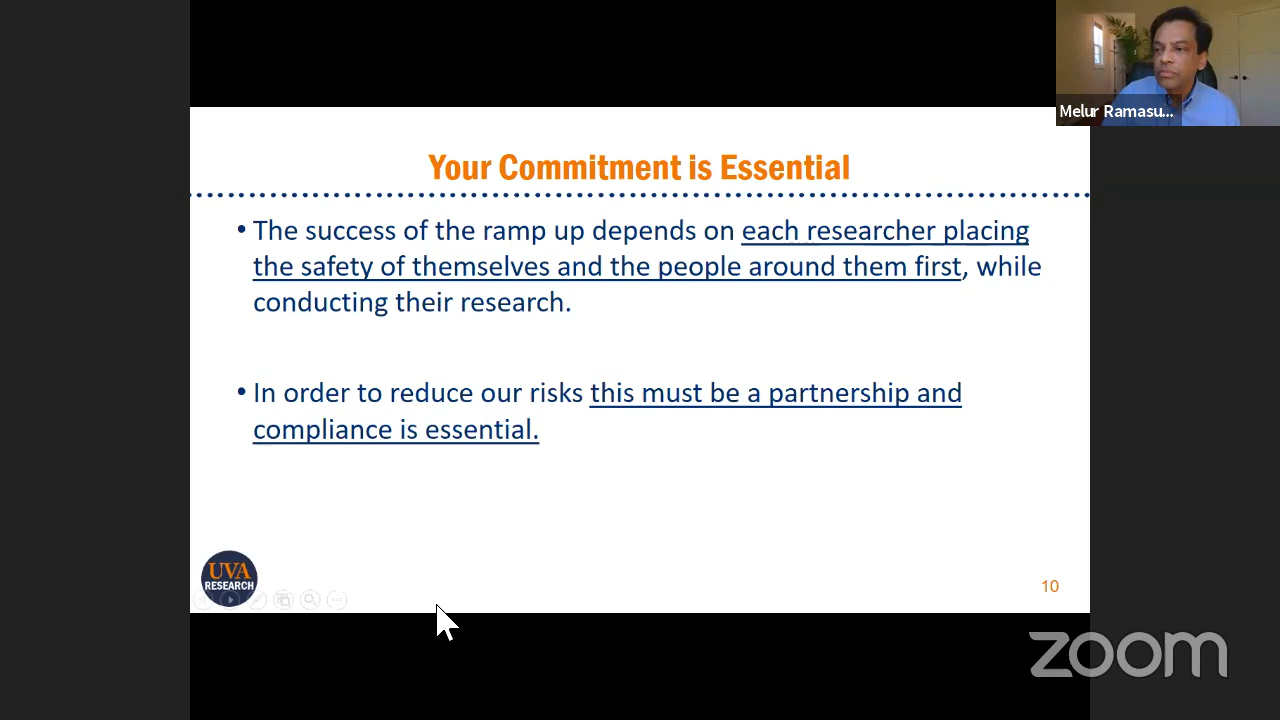 Melur Ramasu...
Your Commitment is Essential
• The success of the ramp up depends on each researcher placing
the safety of themselves and the people around them first, while
conducting their research.
• In order to reduce our risks this must be a partnership and
compliance is essential.
UVA
RESEARCH
10
zoom